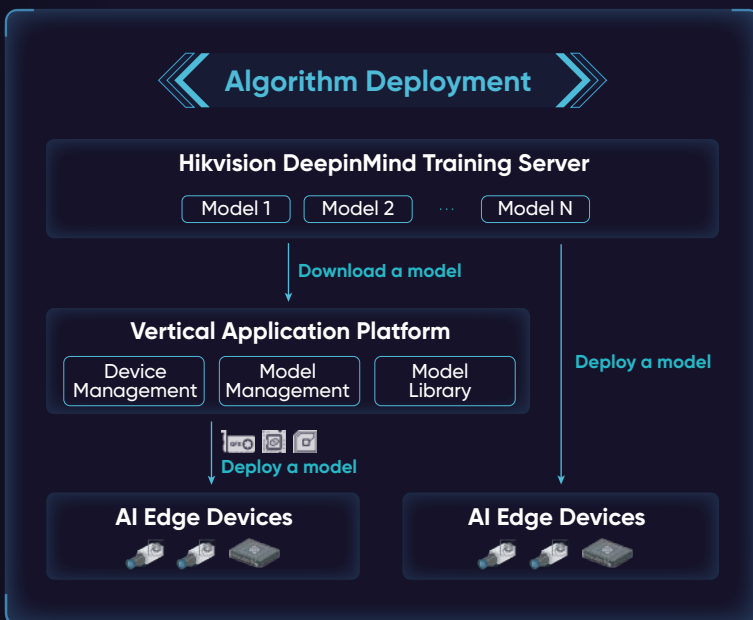 Algorithm Deployment
Hikvision DeepinMind Training Server
Model 1
Model 2
...
Model N
Download a model
Vertical Application Platform
Device
Management
Model
Management
Model
Library
Deploy a model
Deploy a model
AI Edge Devices
AI Edge Devices